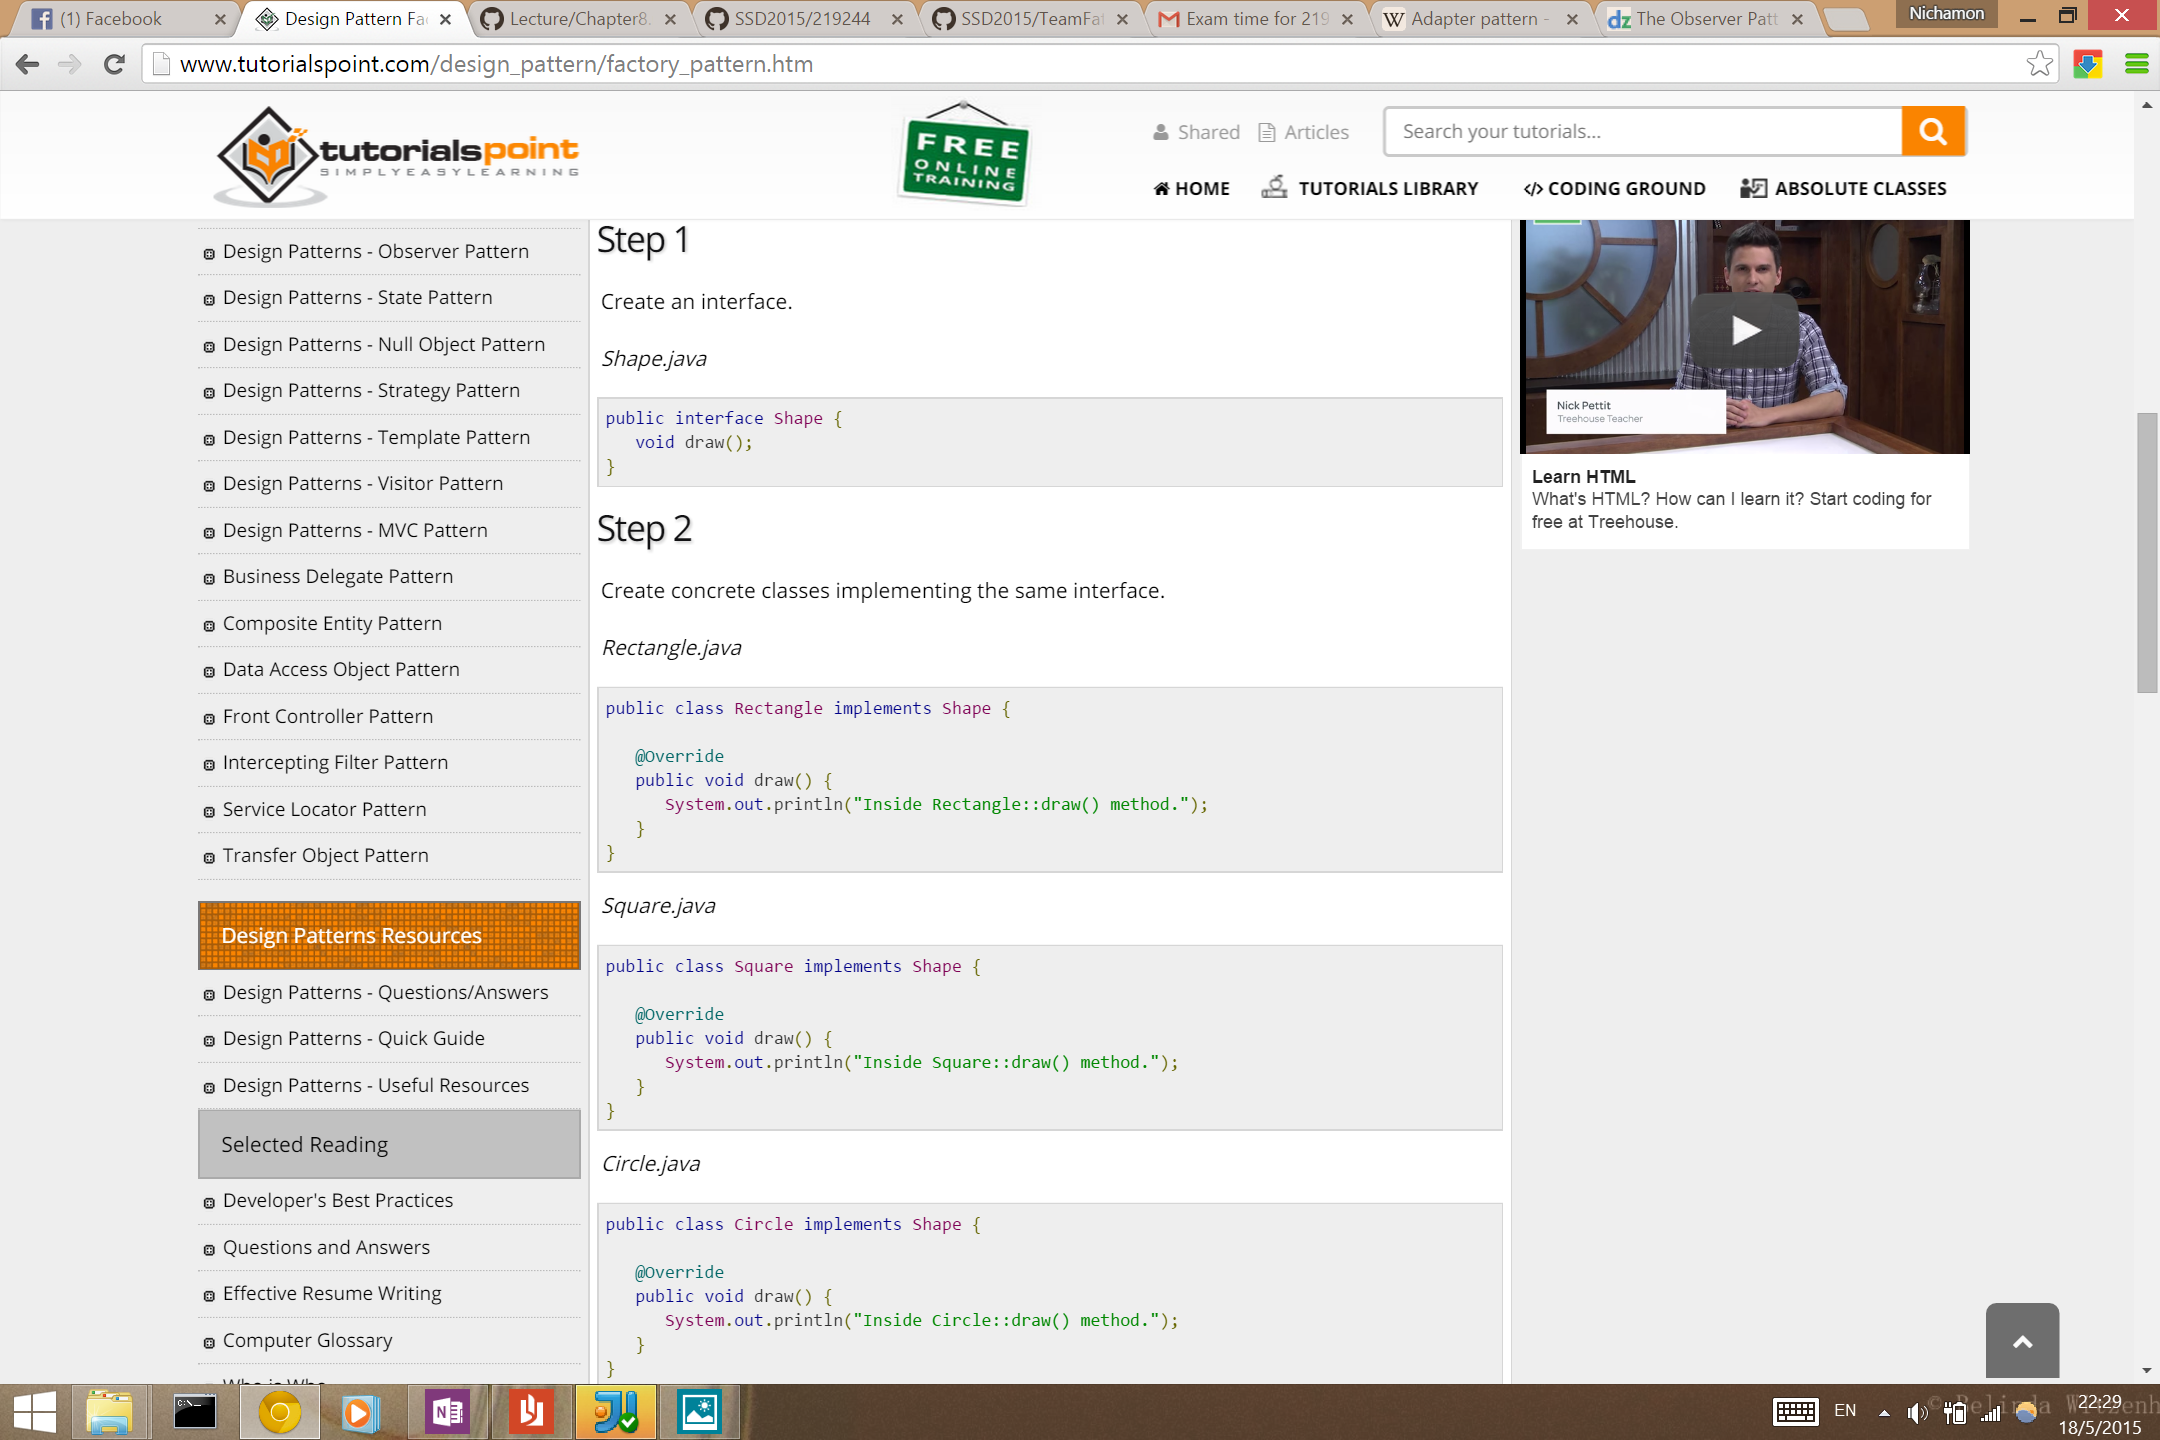 (1) Facebook
Design Pattern Fa
Lecture/Chapter8.
SSD2015/219244
SSD2015/TeamFat
Exam time for 219
Adapter pattern -
The Observer Patt
Nichamon
www.tutorialspoint.com/design_pattern/factory_pattern.htm
tutorialspoint
SIMPLYEASYLEARNING
FREE
ONLINE
TRAINING
Shared
Articles
Search your tutorials...
HOME
TUTORIALS LIBRARY
</> CODING GROUND
ABSOLUTE CLASSES
Design Patterns - Observer Pattern
Design Patterns - State Pattern
Design Patterns - Null Object Pattern
Design Patterns - Strategy Pattern
Design Patterns - Template Pattern
Design Patterns - Visitor Pattern
Design Patterns - MVC Pattern
Business Delegate Pattern
Composite Entity Pattern
Data Access Object Pattern
Front Controller Pattern
Intercepting Filter Pattern
Service Locator Pattern
Transfer Object Pattern
Design Patterns Resources
Design Patterns - Questions/Answers
Design Patterns - Quick Guide
Design Patterns - Useful Resources
Selected Reading
Developer's Best Practices
Questions and Answers
Effective Resume Writing
Computer Glossary
Who is Who
Step 1
Create an interface.
Shape.java
public interface Shape {
void draw();
}
Step 2
Create concrete classes implementing the same interface.
Rectangle.java
public class Rectangle implements Shape {
@Override
public void draw() {
System.out.println("Inside Rectangle::draw() method.");
}
}
Square.java
public class Square implements Shape {
@Override
public void draw() {
System.out.println("Inside Square::draw() method.");
}
}
Circle.java
public class Circle implements Shape {
@Override
public void draw() {
System.out.println("Inside Circle::draw() method.");
}
}
Nick Pettit
Treehouse Teacher
Learn HTML
What's HTML? How can I learn it? Start coding for
free at Treehouse.
EN
22:29
18/5/2015